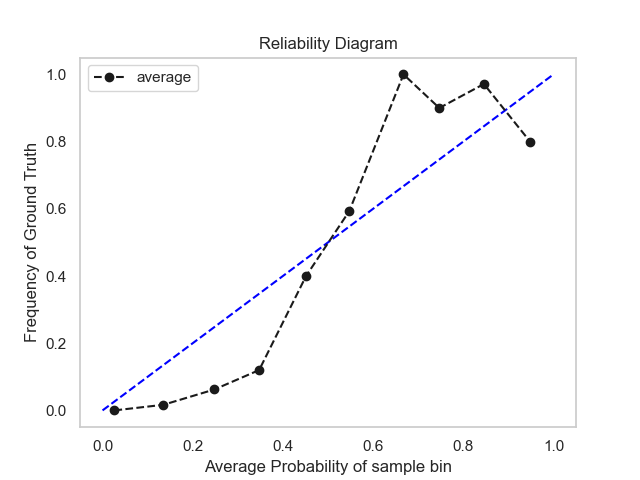 Reliability Diagram
average
1.0
0.8
0.6
0.4
0.2
0.0
Frequency of Ground Truth
0.0 0.2 0.4 0.6 0.8 1.0
Average Probability of sample bin